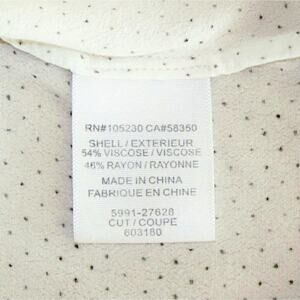 RN#105230 CA#58350
SHELL / EXTERIEUR
54% VISCOSE / VISCOSE
46% RAYON / RAYONNE
MADE IN CHINA
FABRIQUE EN CHINE
5991-27628
CUT / COUPE
603180